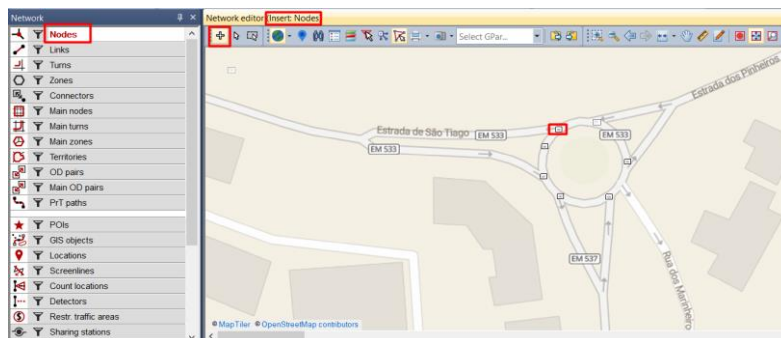 Network
Network editor (Insert: Nodes)
Nodes
Links
Turns
Zones
Connectors
Main nodes
Main turns
Main zones
Territories
OD pairs
Main OD pairs
PrT paths
POIs
GIS objects
Locations
Screenlines
Count locations
Detectors
Restr. traffic areas
Sharing stations
Select GPar...
Estrada dos Pinheiros
Estrada de São Tiago
EM 533
EM 533
EM 533
EM 537
Rua dos Marinheiro
© MapTiler © OpenStreetMap contributors